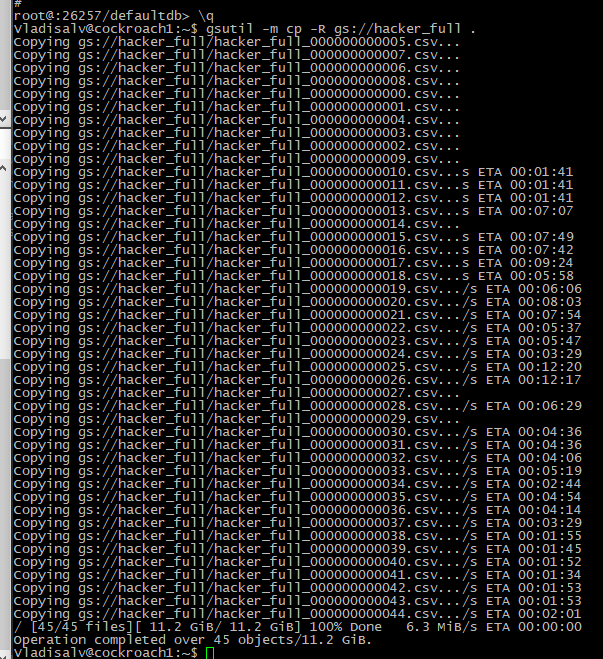 #
root@:26257/defaultdb> \q
Vladisalv@cockroach1:~$ gsutil -m cp -R gs://hacker_full .
Copying gs://hacker_full/hacker_full_000000000005.csv...
Copying gs://hacker_full/hacker_full_000000000007.csv...
Copying gs://hacker_full/hacker_full_000000000006.csv...
Copying gs://hacker_full/hacker_full_000000000008.csv...
Copying gs://hacker_full/hacker_full_000000000000.csv...
Copying gs://hacker_full/hacker_full_000000000001.csv...
Copying gs://hacker_full/hacker_full_000000000004.csv...
Copying gs://hacker_full/hacker_full_000000000003.csv...
Copying gs://hacker_full/hacker_full_000000000002.csv...
Copying gs://hacker_full/hacker_full_000000000009.csv...
Copying gs://hacker_full/hacker_full_000000000010.csv...s ETA 00:01:41
Copying gs://hacker_full/hacker_full_000000000011.csv...s ETA 00:01:41
Copying gs://hacker_full/hacker_full_000000000012.csv...s ETA 00:01:41
Copying gs://hacker_full/hacker_full_000000000013.csv...s ETA 00:07:07
Copying gs://hacker_full/hacker_full_000000000014.csv...
Copying gs://hacker_full/hacker_full_000000000015.csv...s ETA 00:07:49
Copying gs://hacker_full/hacker_full_000000000016.csv...s ETA 00:07:42
Copying gs://hacker_full/hacker_full_000000000017.csv...s ETA 00:09:24
Copying gs://hacker_full/hacker_full_000000000018.csv...s ETA 00:05:58
Copying gs://hacker_full/hacker_full_000000000019.csv.../s ETA 00:06:06
Copying gs://hacker_full/hacker_full_000000000020.csv.../s ETA 00:08:03
Copying gs://hacker_full/hacker_full_000000000021.csv.../s ETA 00:07:54
Copying gs://hacker_full/hacker_full_000000000022.csv.../s ETA 00:05:37
Copying gs://hacker_full/hacker_full_000000000023.csv.../s ETA 00:05:47
Copying gs://hacker_full/hacker_full_000000000024.csv.../s ETA 00:03:29
Copying gs://hacker_full/hacker_full_000000000025.csv.../s ETA 00:12:20
Copying gs://hacker_full/hacker_full_000000000026.csv.../s ETA 00:12:17
Copying gs://hacker_full/hacker_full_000000000027.csv...
Copying gs://hacker_full/hacker_full_000000000028.csv.../s ETA 00:06:29
Copying gs://hacker_full/hacker_full_000000000029.csv...
Copying gs://hacker_full/hacker_full_000000000030.csv.../s ETA 00:04:36
Copying gs://hacker_full/hacker_full_000000000031.csv.../s ETA 00:04:36
Copying gs://hacker_full/hacker_full_000000000032.csv.../s ETA 00:04:06
Copying gs://hacker_full/hacker_full_000000000033.csv.../s ETA 00:05:19
Copying gs://hacker_full/hacker_full_000000000034.csv.../s ETA 00:02:44
Copying gs://hacker_full/hacker_full_000000000035.csv.../s ETA 00:04:54
Copying gs://hacker_full/hacker_full_000000000036.csv.../s ETA 00:04:14
Copying gs://hacker_full/hacker_full_000000000037.csv.../s ETA 00:03:29
Copying gs://hacker_full/hacker_full_000000000038.csv.../s ETA 00:01:55
Copying gs://hacker_full/hacker_full_000000000039.csv.../s ETA 00:01:45
Copying gs://hacker_full/hacker_full_000000000040.csv.../s ETA 00:01:52
Copying gs://hacker_full/hacker_full_000000000041.csv.../s ETA 00:01:34
Copying gs://hacker_full/hacker_full_000000000042.csv.../s ETA 00:01:53
Copying gs://hacker_full/hacker_full_000000000043.csv.../s ETA 00:01:53
Copying gs://hacker_full/hacker_full_000000000044.csv.../s ETA 00:02:01
/ [45/45 files][ 11.2 GiB/ 11.2 GiB] 100% Done   6.3 MiB/s ETA 00:00:00
Operation completed over 45 objects/11.2 GiB.
Vladisalv@cockroach1:~$